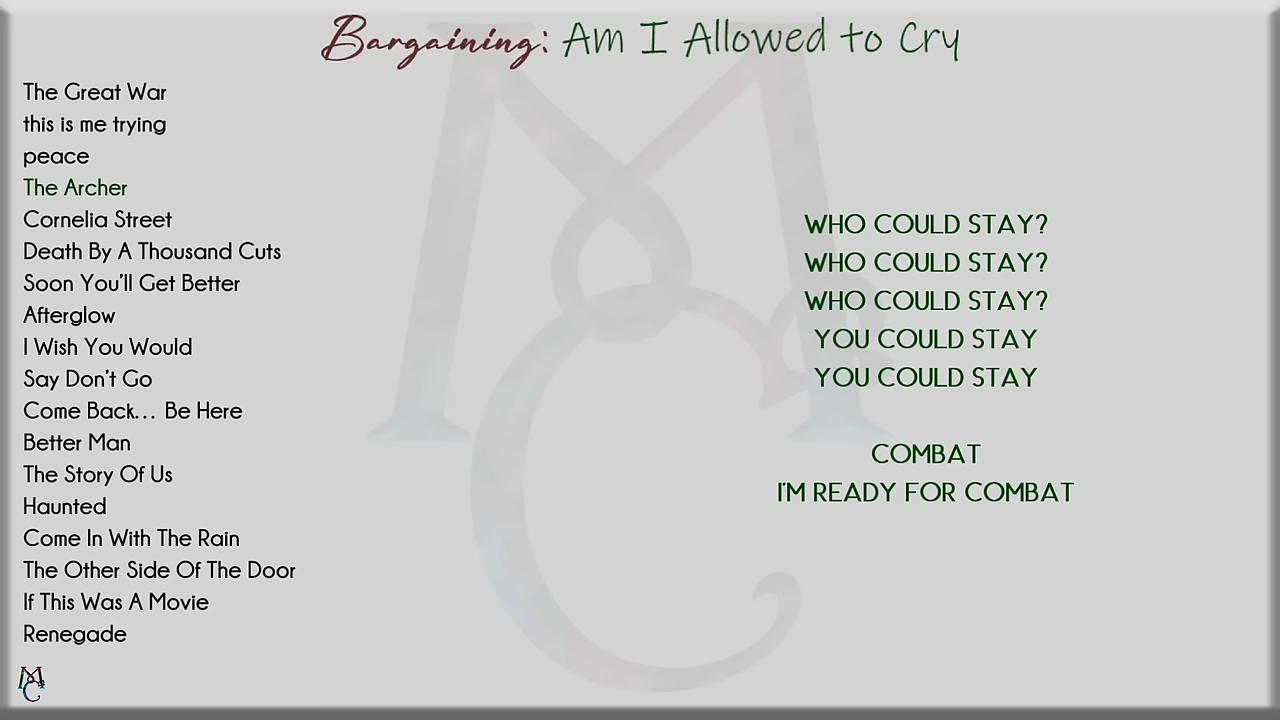 Bargaining: Am I Allowed to Cry
The Great War
this is me trying
peace
The Archer
Cornelia Street
Death By A Thousand Cuts
Soon You'll Get Better
Afterglow
I Wish You Would
Say Don't Go
Come Back... Be Here
Better Man
The Story Of Us
Haunted
Come In With The Rain
The Other Side Of The Door
If This Was A Movie
Renegade
WHO COULD STAY?
WHO COULD STAY?
WHO COULD STAY?
YOU COULD STAY
YOU COULD STAY
COMBAT
I'M READY FOR COMBAT